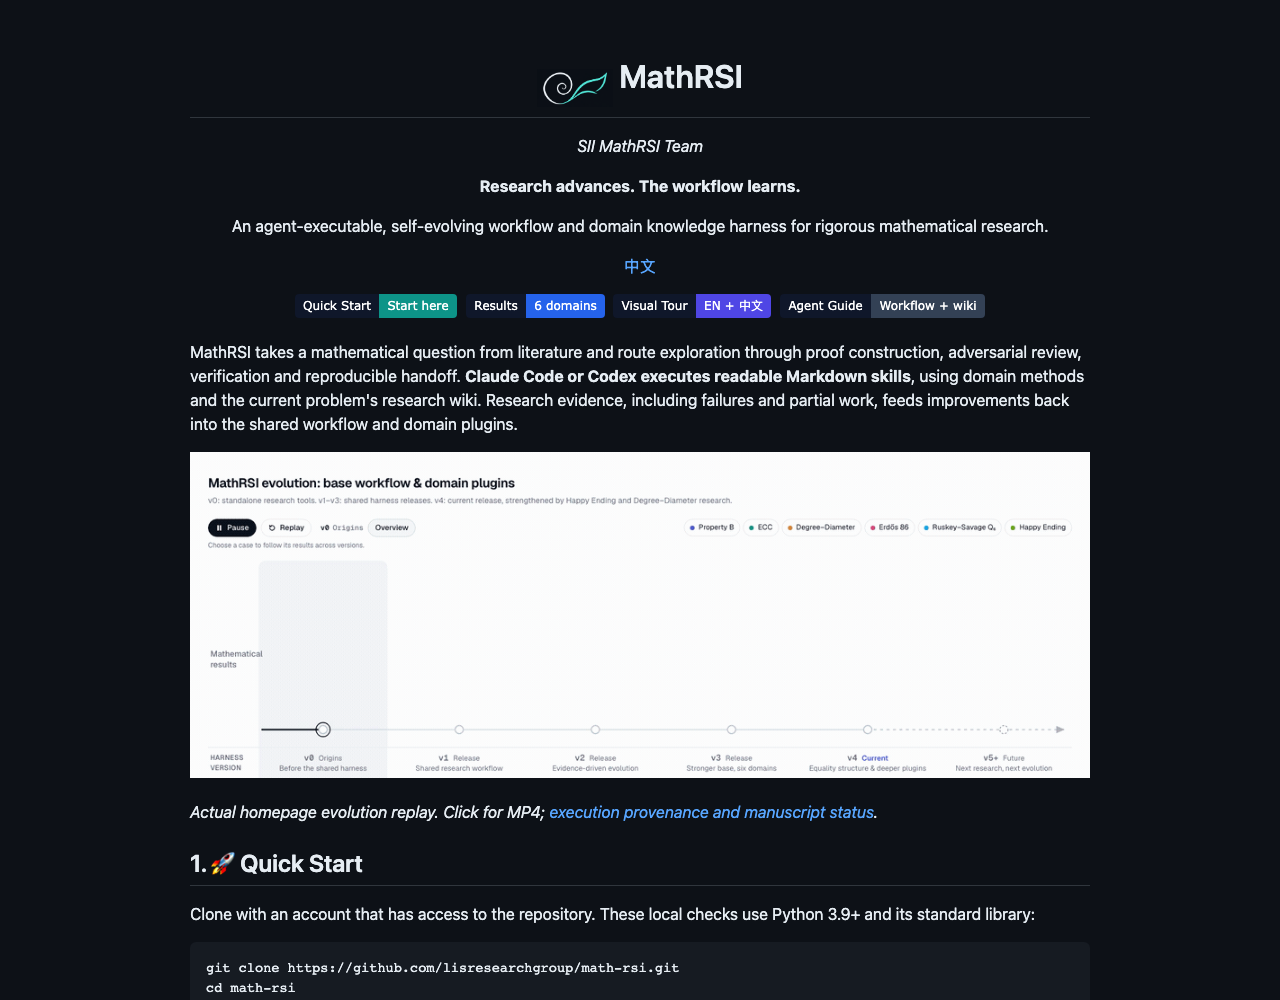 MathRSI
SII MathRSI Team
Research advances. The workflow learns.
An agent-executable, self-evolving workflow and domain knowledge harness for rigorous mathematical research.
中文
Quick Start Start here Results 6 domains Visual Tour EN + 中文 Agent Guide Workflow + wiki
MathRSI takes a mathematical question from literature and route exploration through proof construction, adversarial review,
verification and reproducible handoff. Claude Code or Codex executes readable Markdown skills, using domain methods
and the current problem's research wiki. Research evidence, including failures and partial work, feeds improvements back
into the shared workflow and domain plugins.
MathRSI evolution: base workflow & domain plugins
v0: standalone research tools. v1–v3: shared harness releases. v4: current release, strengthened by Happy Ending and Degree–Diameter research.
Pause Replay v0 Origins Overview Property B ECC Degree–Diameter Erdős 86 Ruskey–Savage Q₅ Happy Ending
Choose a case to follow its results across versions.
Mathematical
results
HARNESS
VERSION
v0 Origins
Before the shared harness
v1 Release
Shared research workflow
v2 Release
Evidence-driven evolution
v3 Release
Stronger base, six domains
v4 Current
Equality structure & deeper plugins
v5+ Future
Next research, next evolution
Actual homepage evolution replay. Click for MP4; execution provenance and manuscript status.
1.🚀 Quick Start
Clone with an account that has access to the repository. These local checks use Python 3.9+ and its standard library:
git clone https://github.com/lisresearchgroup/math-rsi.git
cd math-rsi